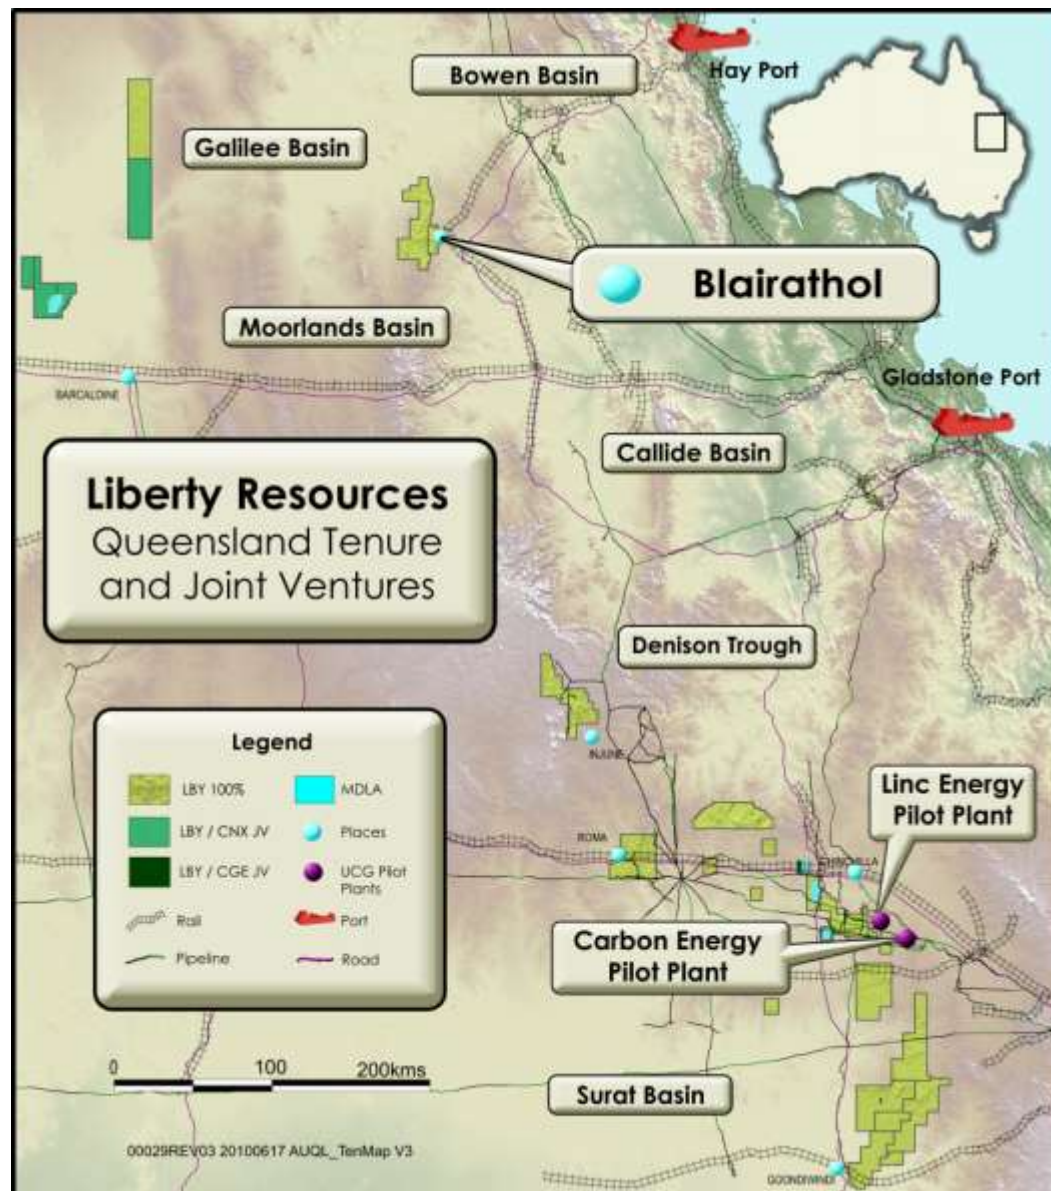 Bowen Basin
Hay Port
Galilee Basin
Blairathol
Moorlands Basin
Gladstone Port
BARCALDINE
Callide Basin
Liberty Resources
Queensland Tenure
and Joint Ventures
Denison Trough
INJUNE
Legend
LBY 100%
MDLA
LBY / CNX JV
Places
LBY / CGE JV
UCG Pilot
Plants
Rail
Port
Pipeline
Road
Linc Energy
Pilot Plant
ROMA
CHINCHILLA
Carbon Energy
Pilot Plant
0 100 200kms
Surat Basin
00029REV03 20100617 AUQL_TenMap V3
GOONDIWINDI